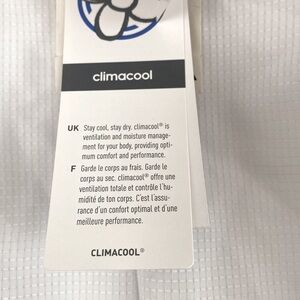 climacool
UK Stay cool, stay dry. climacool® is
ventilation and moisture manage-
ment for your body, providing opti-
mum comfort and performance.
F Garde le corps au frais. Garde le
corps au sec. climacool® offre une
ventilation totale et contrôle l'hu-
midité de ton corps. C'est l'assu-
rance d'un confort optimal et d'une
meilleure performance.
CLIMACOOL®